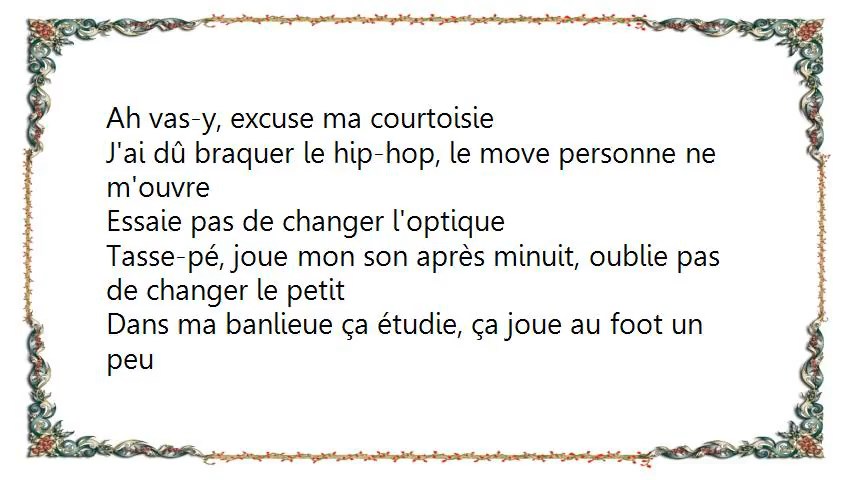 Ah vas-y, excuse ma courtoisie
J'ai dû braquer le hip-hop, le move personne ne
m'ouvre
Essaie pas de changer l'optique
Tasse-pé, joue mon son après minuit, oublie pas
de changer le petit
Dans ma banlieue ça étudie, ça joue au foot un
peu